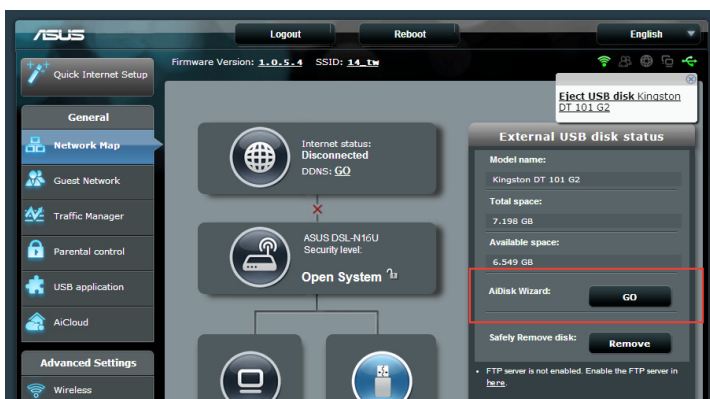 ASUS
Logout
Reboot
English
Quick Internet Setup
Firmware Version: 1.0.5.4 SSID: 14_tw
Eject USB disk Kingston
DT 101 G2
General
Network Map
Guest Network
Traffic Manager
Parental control
USB application
AiCloud
Advanced Settings
Wireless
Internet status:
Disconnected
DDNS: GO
ASUS DSL-N16U
Security level:
Open System
External USB disk status
Model name:
Kingston DT 101 G2
Total space:
7.198 GB
Available space:
6.549 GB
AiDisk Wizard:
GO
Safely Remove disk:
Remove
• FTP server is not enabled. Enable the FTP server in
here.